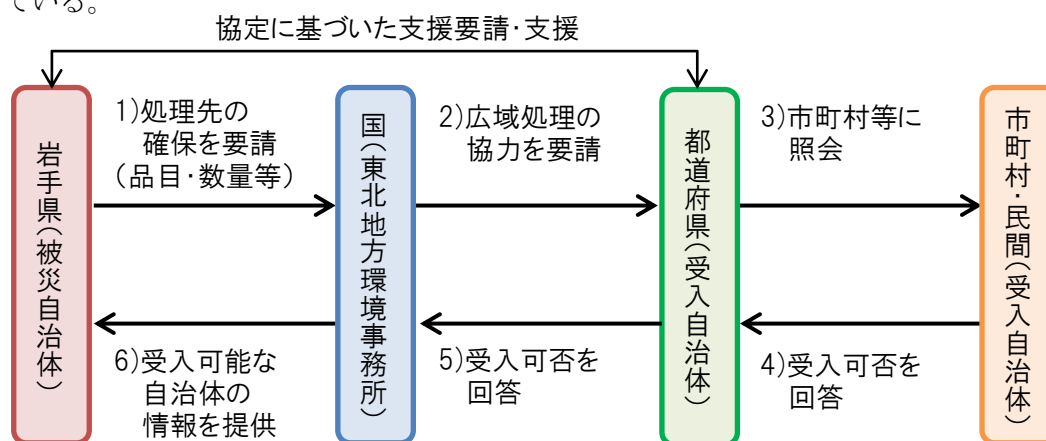 ている。
協定に基づいた支援要請・支援
岩手県（被災自治体）
1)処理先の
確保を要請
（品目・数量等）
国（東北地方環境事務所）
2)広域処理の
協力を要請
都道府県（受入自治体）
3)市町村等に
照会
市町村・民間（受入自治体）
6)受入可能な
自治体の
情報を提供
5)受入可否を
回答
4)受入可否を
回答